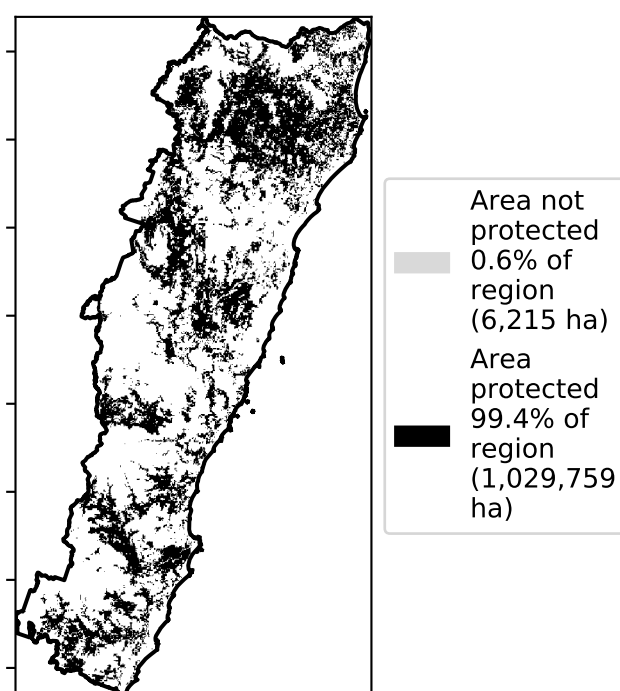 Area not
protected
0.6% of
region
(6,215 ha)
Area
protected
99.4% of
region
(1,029,759
ha)